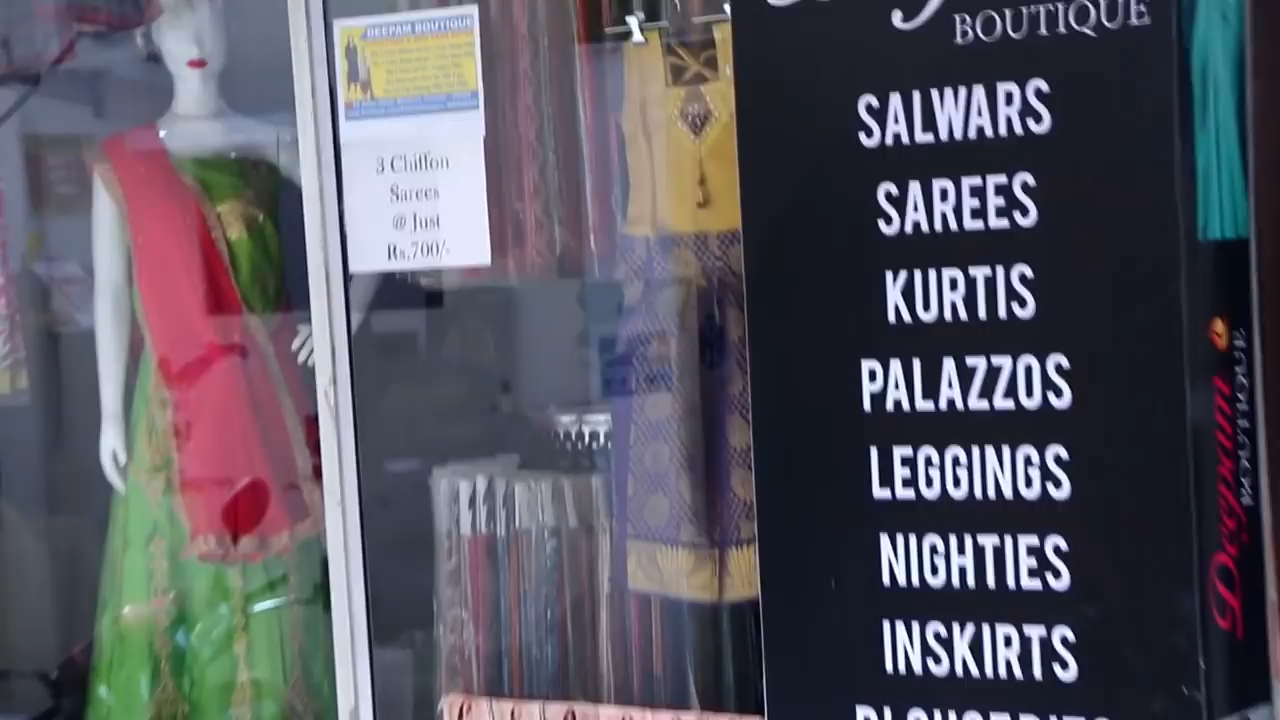 DEEPAM BOUTIQUE
3 Chiffon
Sarees
@ Just
Rs.700/-
BOUTIQUE
SALWARS
SAREES
KURTIS
PALAZZOS
LEGGINGS
NIGHTIES
INSKIRTS
Deepam
BOUTIQUE